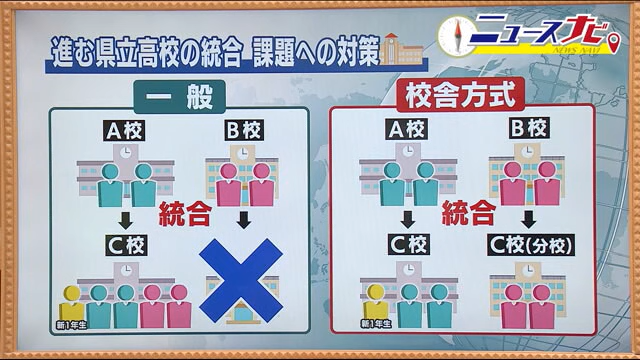 進む県立高校の統合 課題への対策
ニュースナビ
NEWS NAVI
一般
A校
B校
統合
C校
新1年生
校舎方式
A校
B校
統合
C校
C校(分校)
新1年生